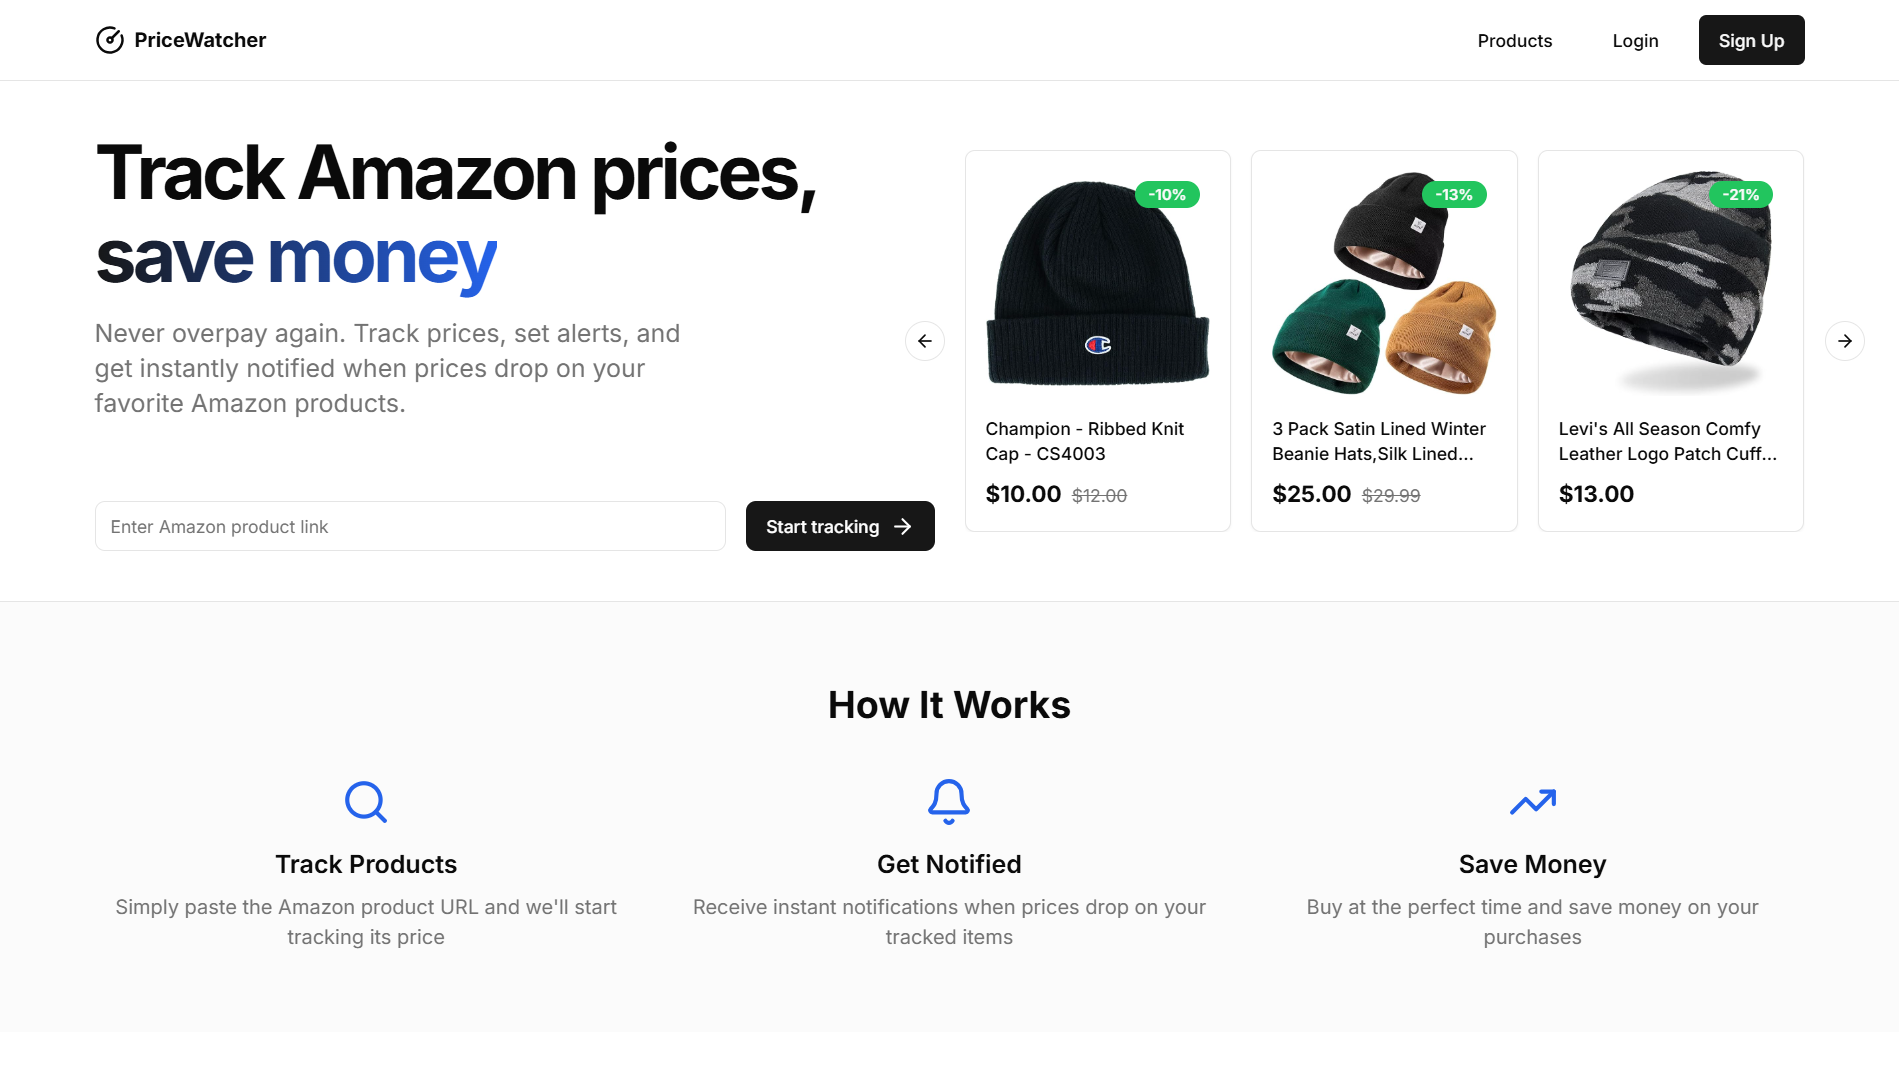 PriceWatcher
Products
Login
Sign Up
Track Amazon prices,
save money
Never overpay again. Track prices, set alerts, and
get instantly notified when prices drop on your
favorite Amazon products.
Enter Amazon product link
Start tracking
-10%
Champion - Ribbed Knit
Cap - CS4003
$10.00 $12.00
-13%
3 Pack Satin Lined Winter
Beanie Hats,Silk Lined...
$25.00 $29.99
-21%
Levi's All Season Comfy
Leather Logo Patch Cuff...
$13.00
How It Works
Track Products
Simply paste the Amazon product URL and we'll start
tracking its price
Get Notified
Receive instant notifications when prices drop on your
tracked items
Save Money
Buy at the perfect time and save money on your
purchases